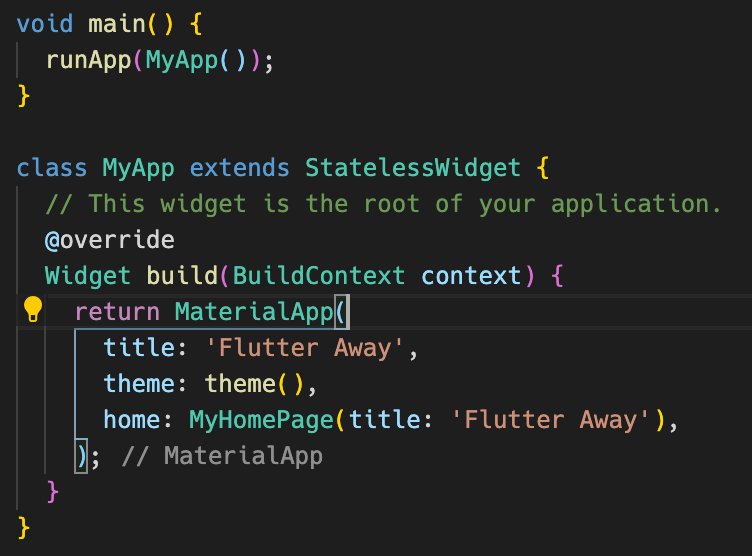 void main() {
runApp(MyApp());
}
class MyApp extends StatelessWidget {
// This widget is the root of your application.
@override
Widget build(BuildContext context) {
return MaterialApp(
title: 'Flutter Away',
theme: theme(),
home: MyHomePage(title: 'Flutter Away'),
); // MaterialApp
}
}